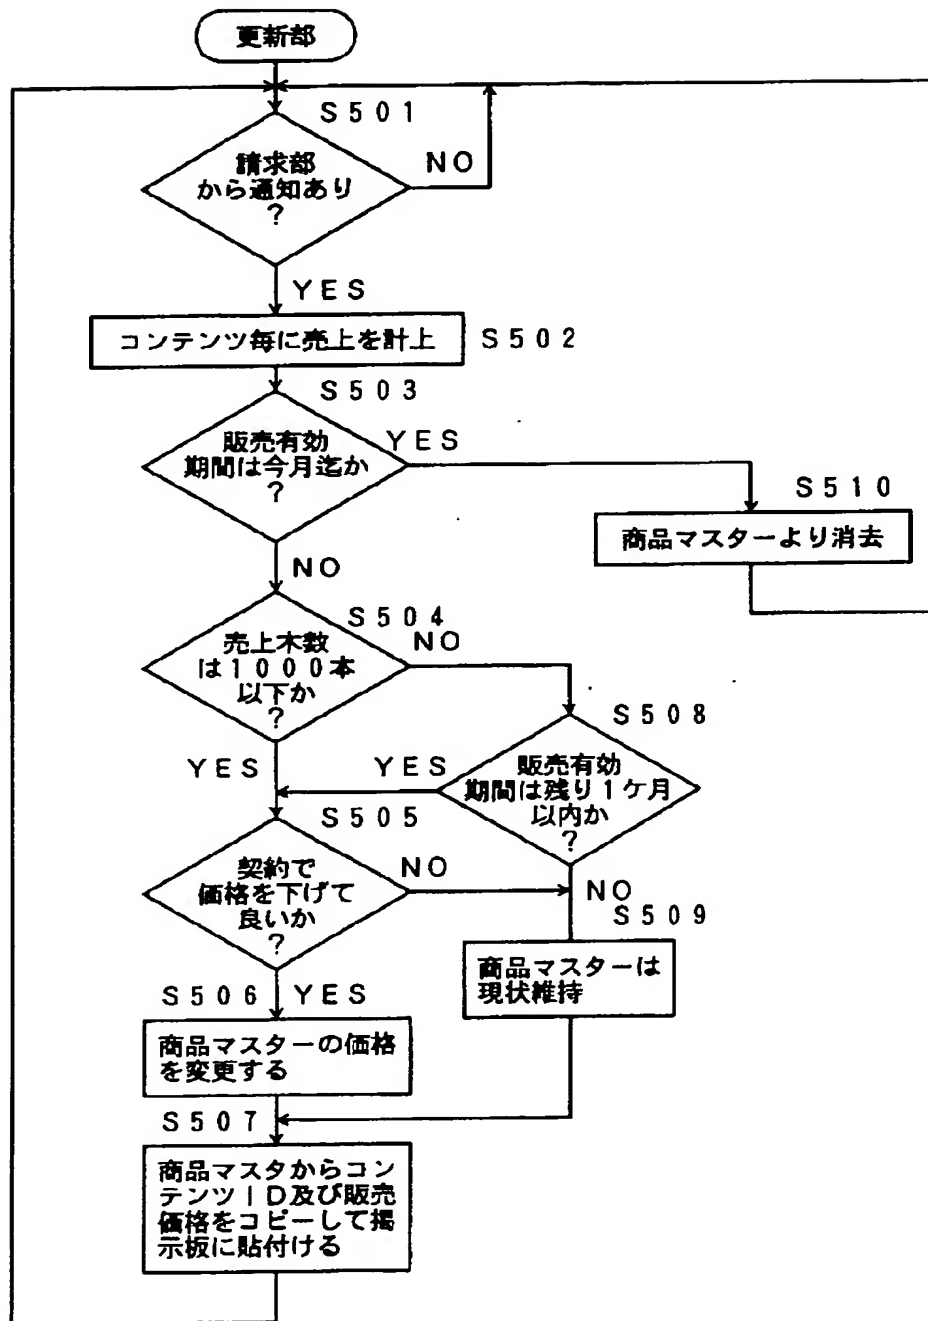 更新部
S501
請求部
から通知あり
?
NO
YES
コンテンツ毎に売上を計上
S502
S503
販売有効
期間は今月迄か
?
YES
S510
商品マスターより消去
NO
S504
売上本数
は1000本
以下か
?
NO
S508
YES
YES
販売有効
期間は残り1ケ月
以内か
?
S505
契約で
価格を下げて
良いか
?
NO
NO
S509
商品マスターは
現状維持
S506
YES
商品マスターの価格
を変更する
S507
商品マスタからコン
テンツID及び販売
価格をコピーして掲
示板に貼付ける